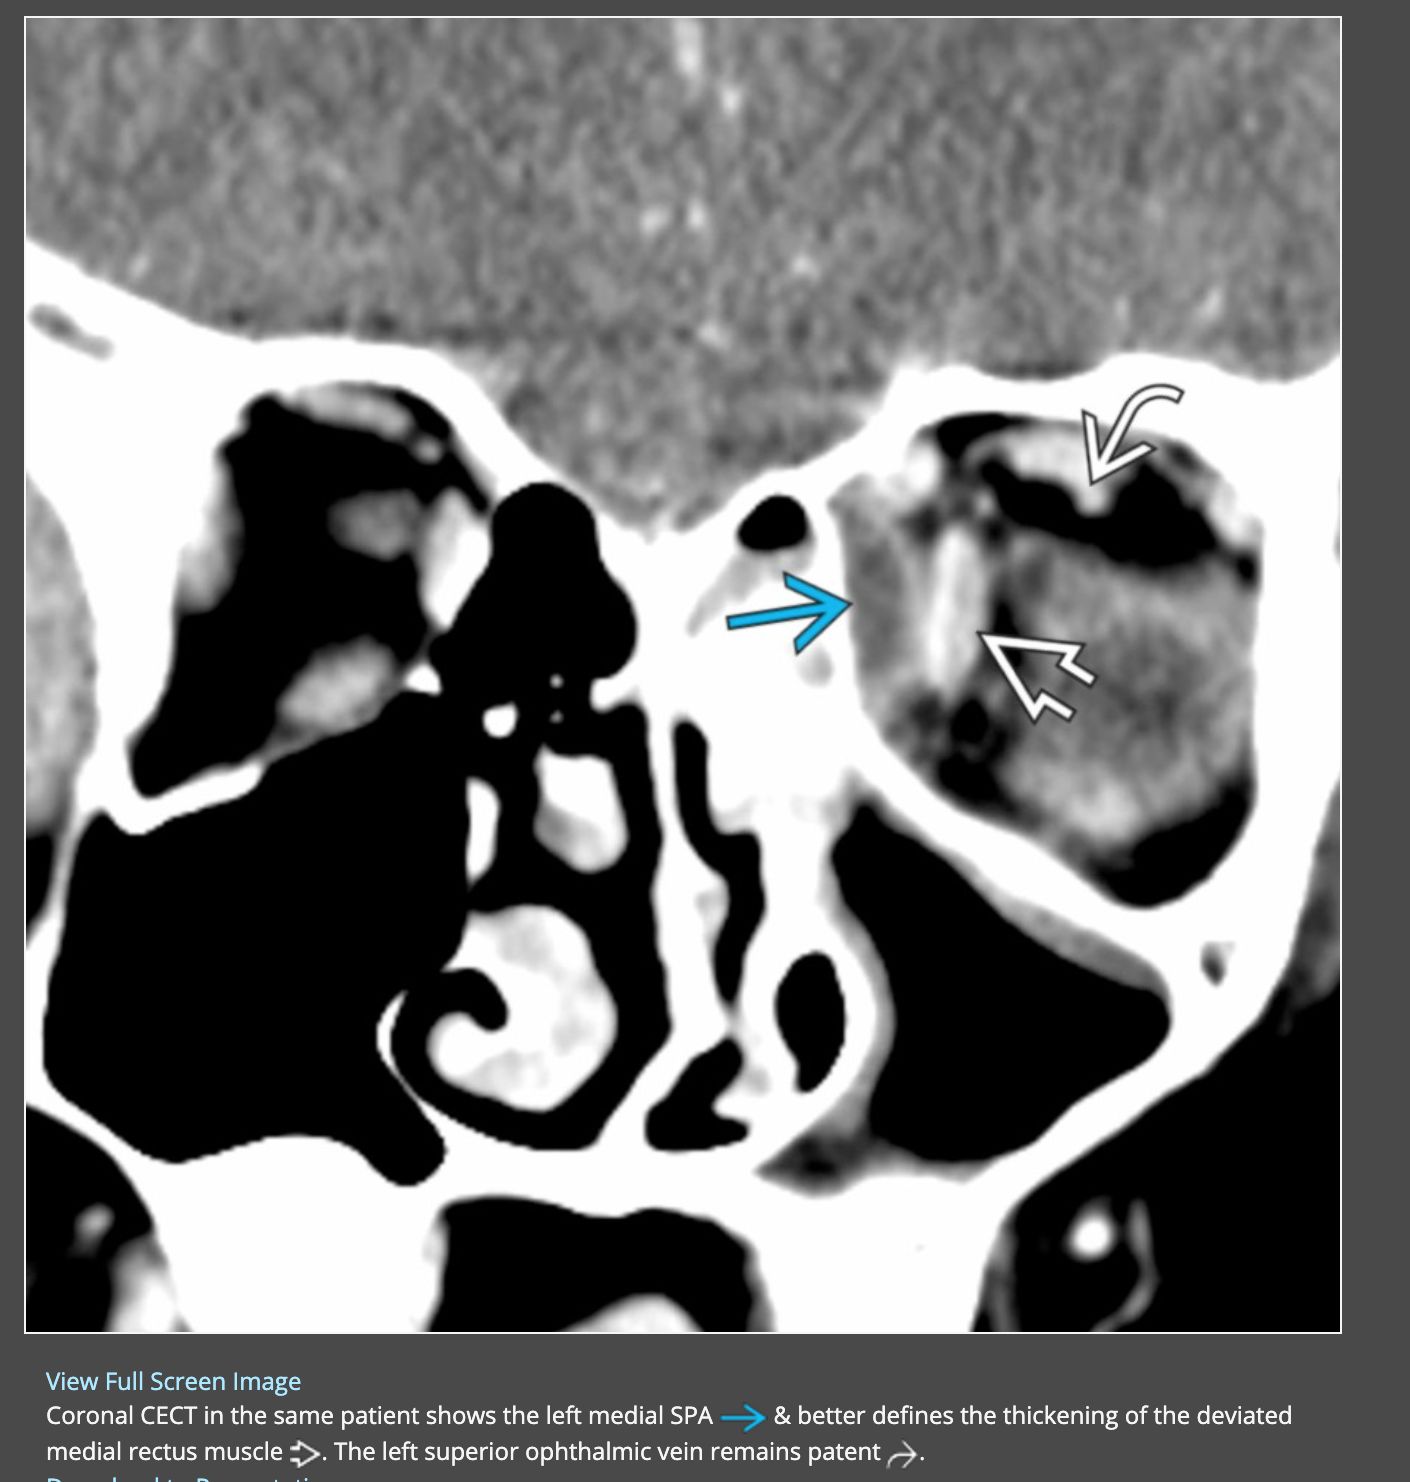 View Full Screen Image
Coronal CECT in the same patient shows the left medial SPA & better defines the thickening of the deviated
medial rectus muscle . The left superior ophthalmic vein remains patent .